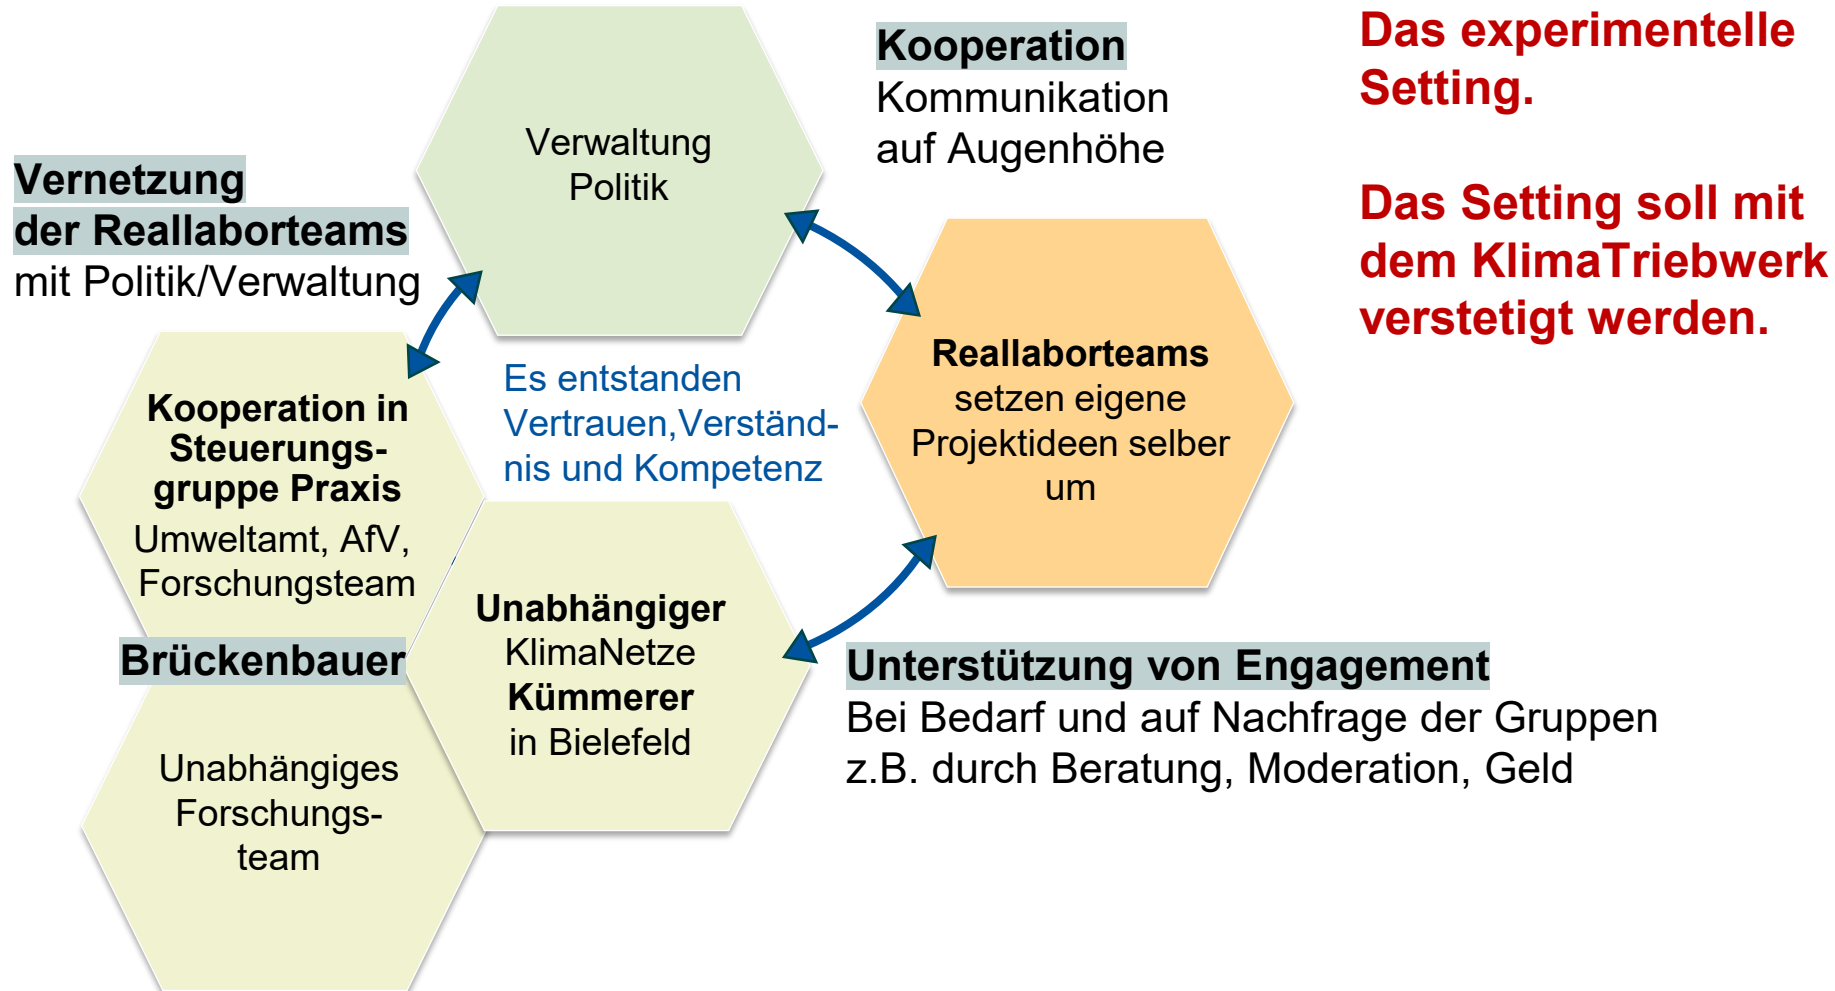 Das experimentelle
Setting.
Das Setting soll mit
dem KlimaTriebwerk
verstetigt werden.
Kooperation
Kommunikation
auf Augenhöhe
Verwaltung
Politik
Vernetzung
der Reallaborteams
mit Politik/Verwaltung
Reallaborteams
setzen eigene
Projektideen selber
um
Es entstanden
Vertrauen,Verständ-
nis und Kompetenz
Kooperation in
Steuerungs-
gruppe Praxis
Umweltamt, AfV,
Forschungsteam
Unabhängiger
KlimaNetze
Kümmerer
in Bielefeld
Brückenbauer
Unterstützung von Engagement
Bei Bedarf und auf Nachfrage der Gruppen
z.B. durch Beratung, Moderation, Geld
Unabhängiges
Forschungs-
team